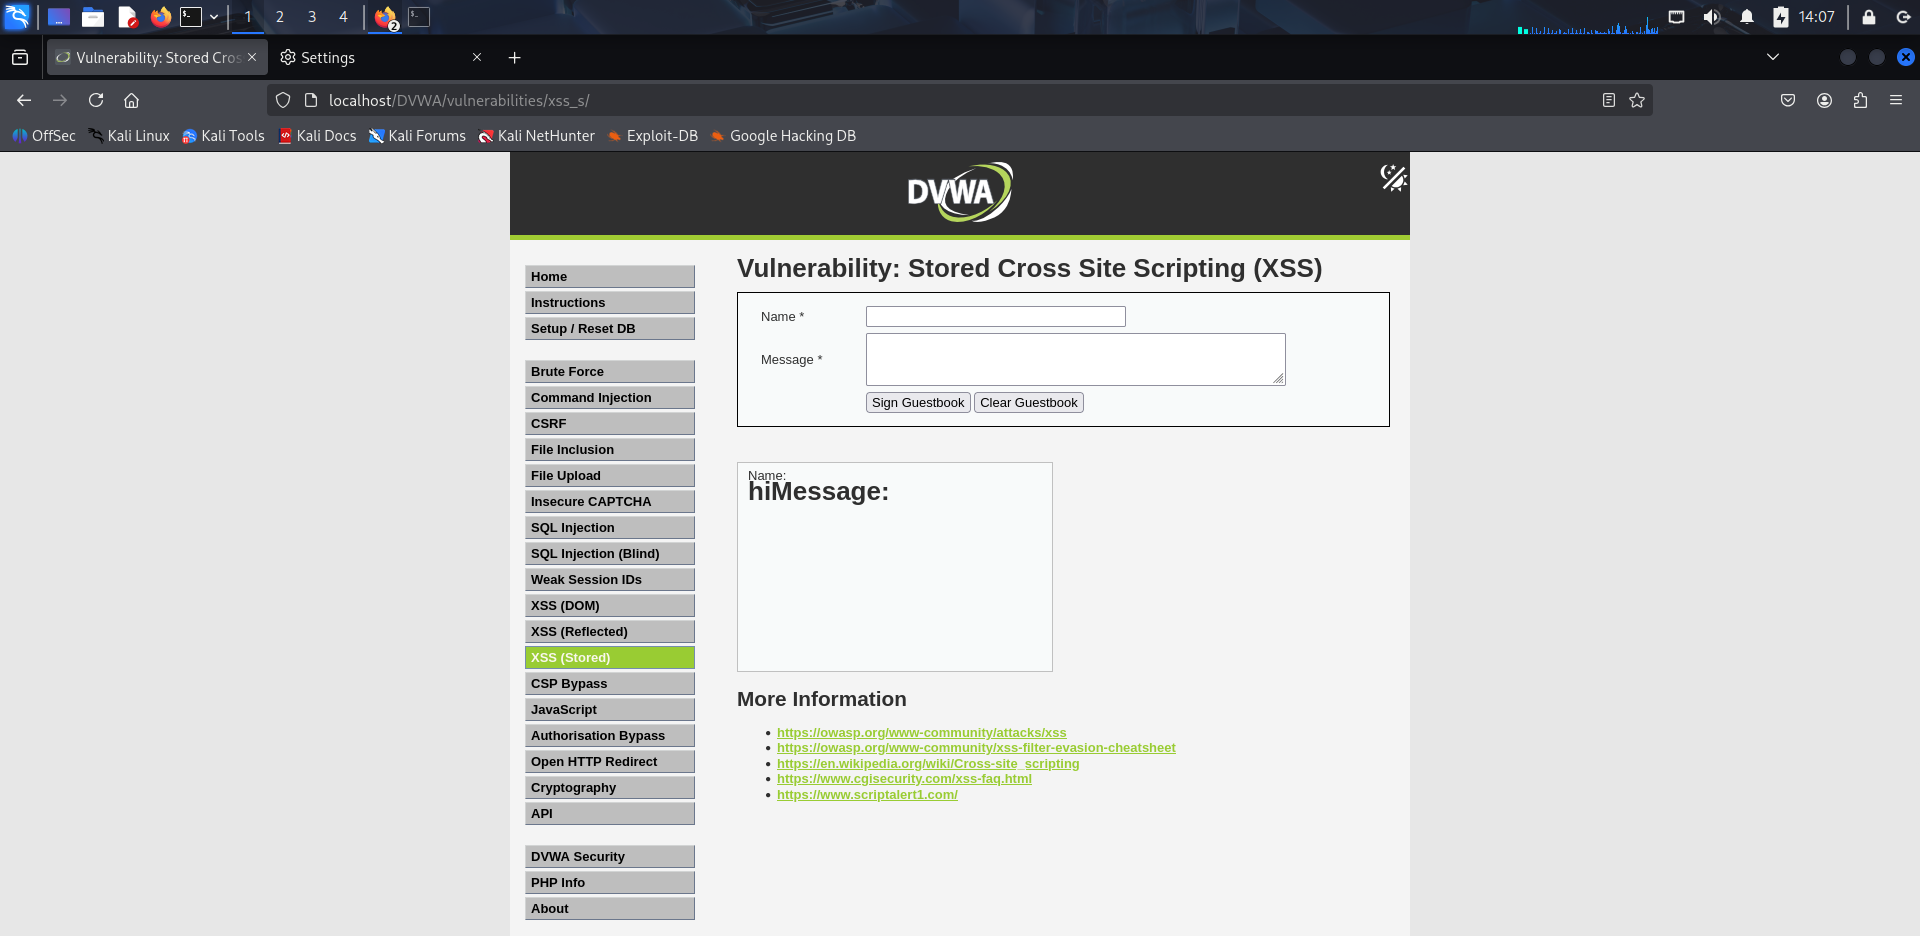 1 2 3 4 2 14:07
Vulnerability: Stored Cros Settings
localhost/DVWA/vulnerabilities/xss_s/
OffSec Kali Linux Kali Tools Kali Docs Kali Forums Kali NetHunter Exploit-DB Google Hacking DB
DVWA
Home
Instructions
Setup / Reset DB
Brute Force
Command Injection
CSRF
File Inclusion
File Upload
Insecure CAPTCHA
SQL Injection
SQL Injection (Blind)
Weak Session IDs
XSS (DOM)
XSS (Reflected)
XSS (Stored)
CSP Bypass
JavaScript
Authorisation Bypass
Open HTTP Redirect
Cryptography
API
DVWA Security
PHP Info
About
Vulnerability: Stored Cross Site Scripting (XSS)
Name *
Message *
Sign Guestbook Clear Guestbook
Name:
hiMessage:
More Information
https://owasp.org/www-community/attacks/xss
https://owasp.org/www-community/xss-filter-evasion-cheatsheet
https://en.wikipedia.org/wiki/Cross-site_scripting
https://www.cgisecurity.com/xss-faq.html
https://www.scriptalert1.com/